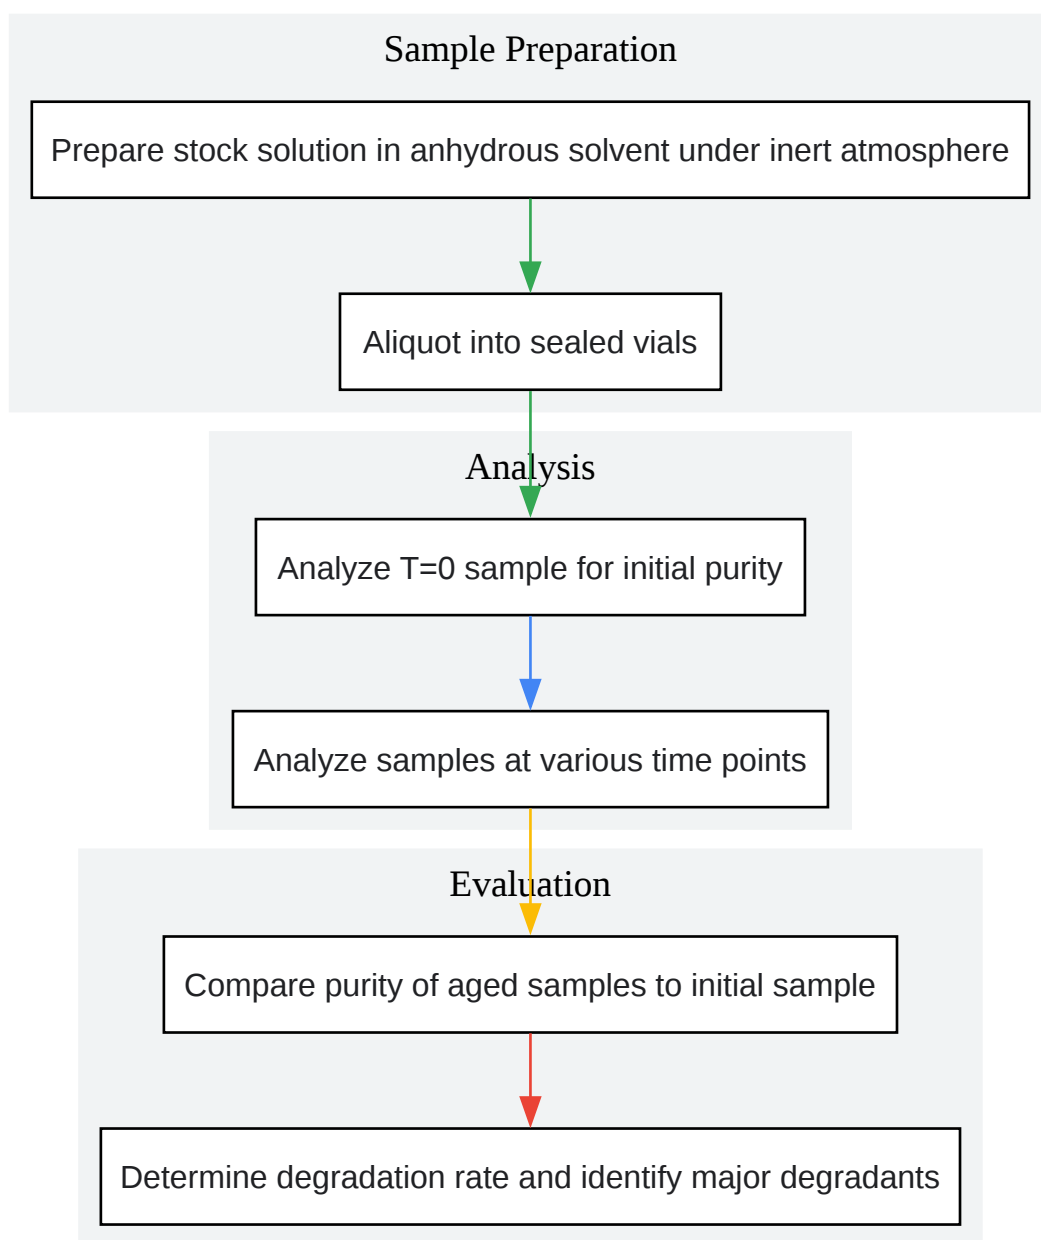 Sample Preparation
Prepare stock solution in anhydrous solvent under inert atmosphere
Aliquot into sealed vials
Analysis
Analyze T=0 sample for initial purity
Analyze samples at various time points
Evaluation
Compare purity of aged samples to initial sample
Determine degradation rate and identify major degradants